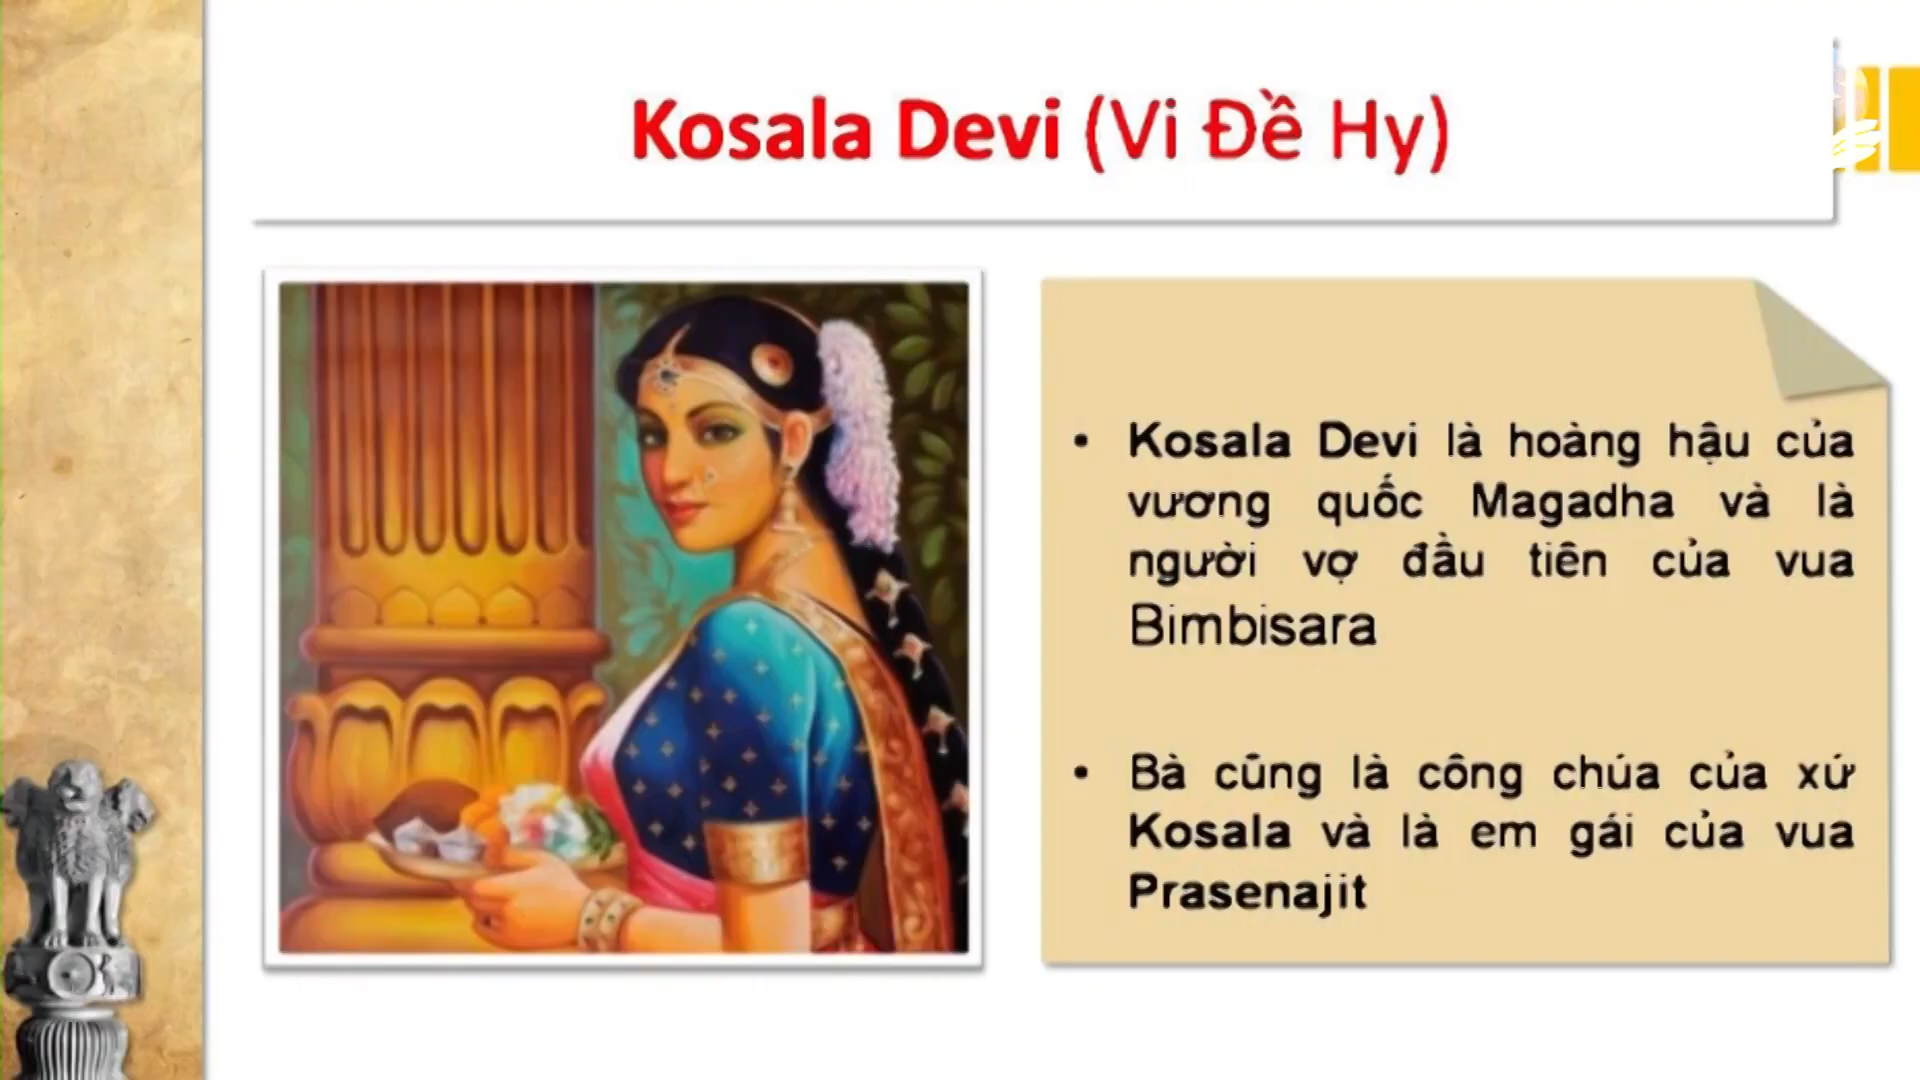 Kosala Devi (Vi Đề Hy)
• Kosala Devi là hoàng hậu của
vương quốc Magadha và là
người vợ đầu tiên của vua
Bimbisara
• Bà cũng là công chúa của xứ
Kosala và là em gái của vua
Prasenajit